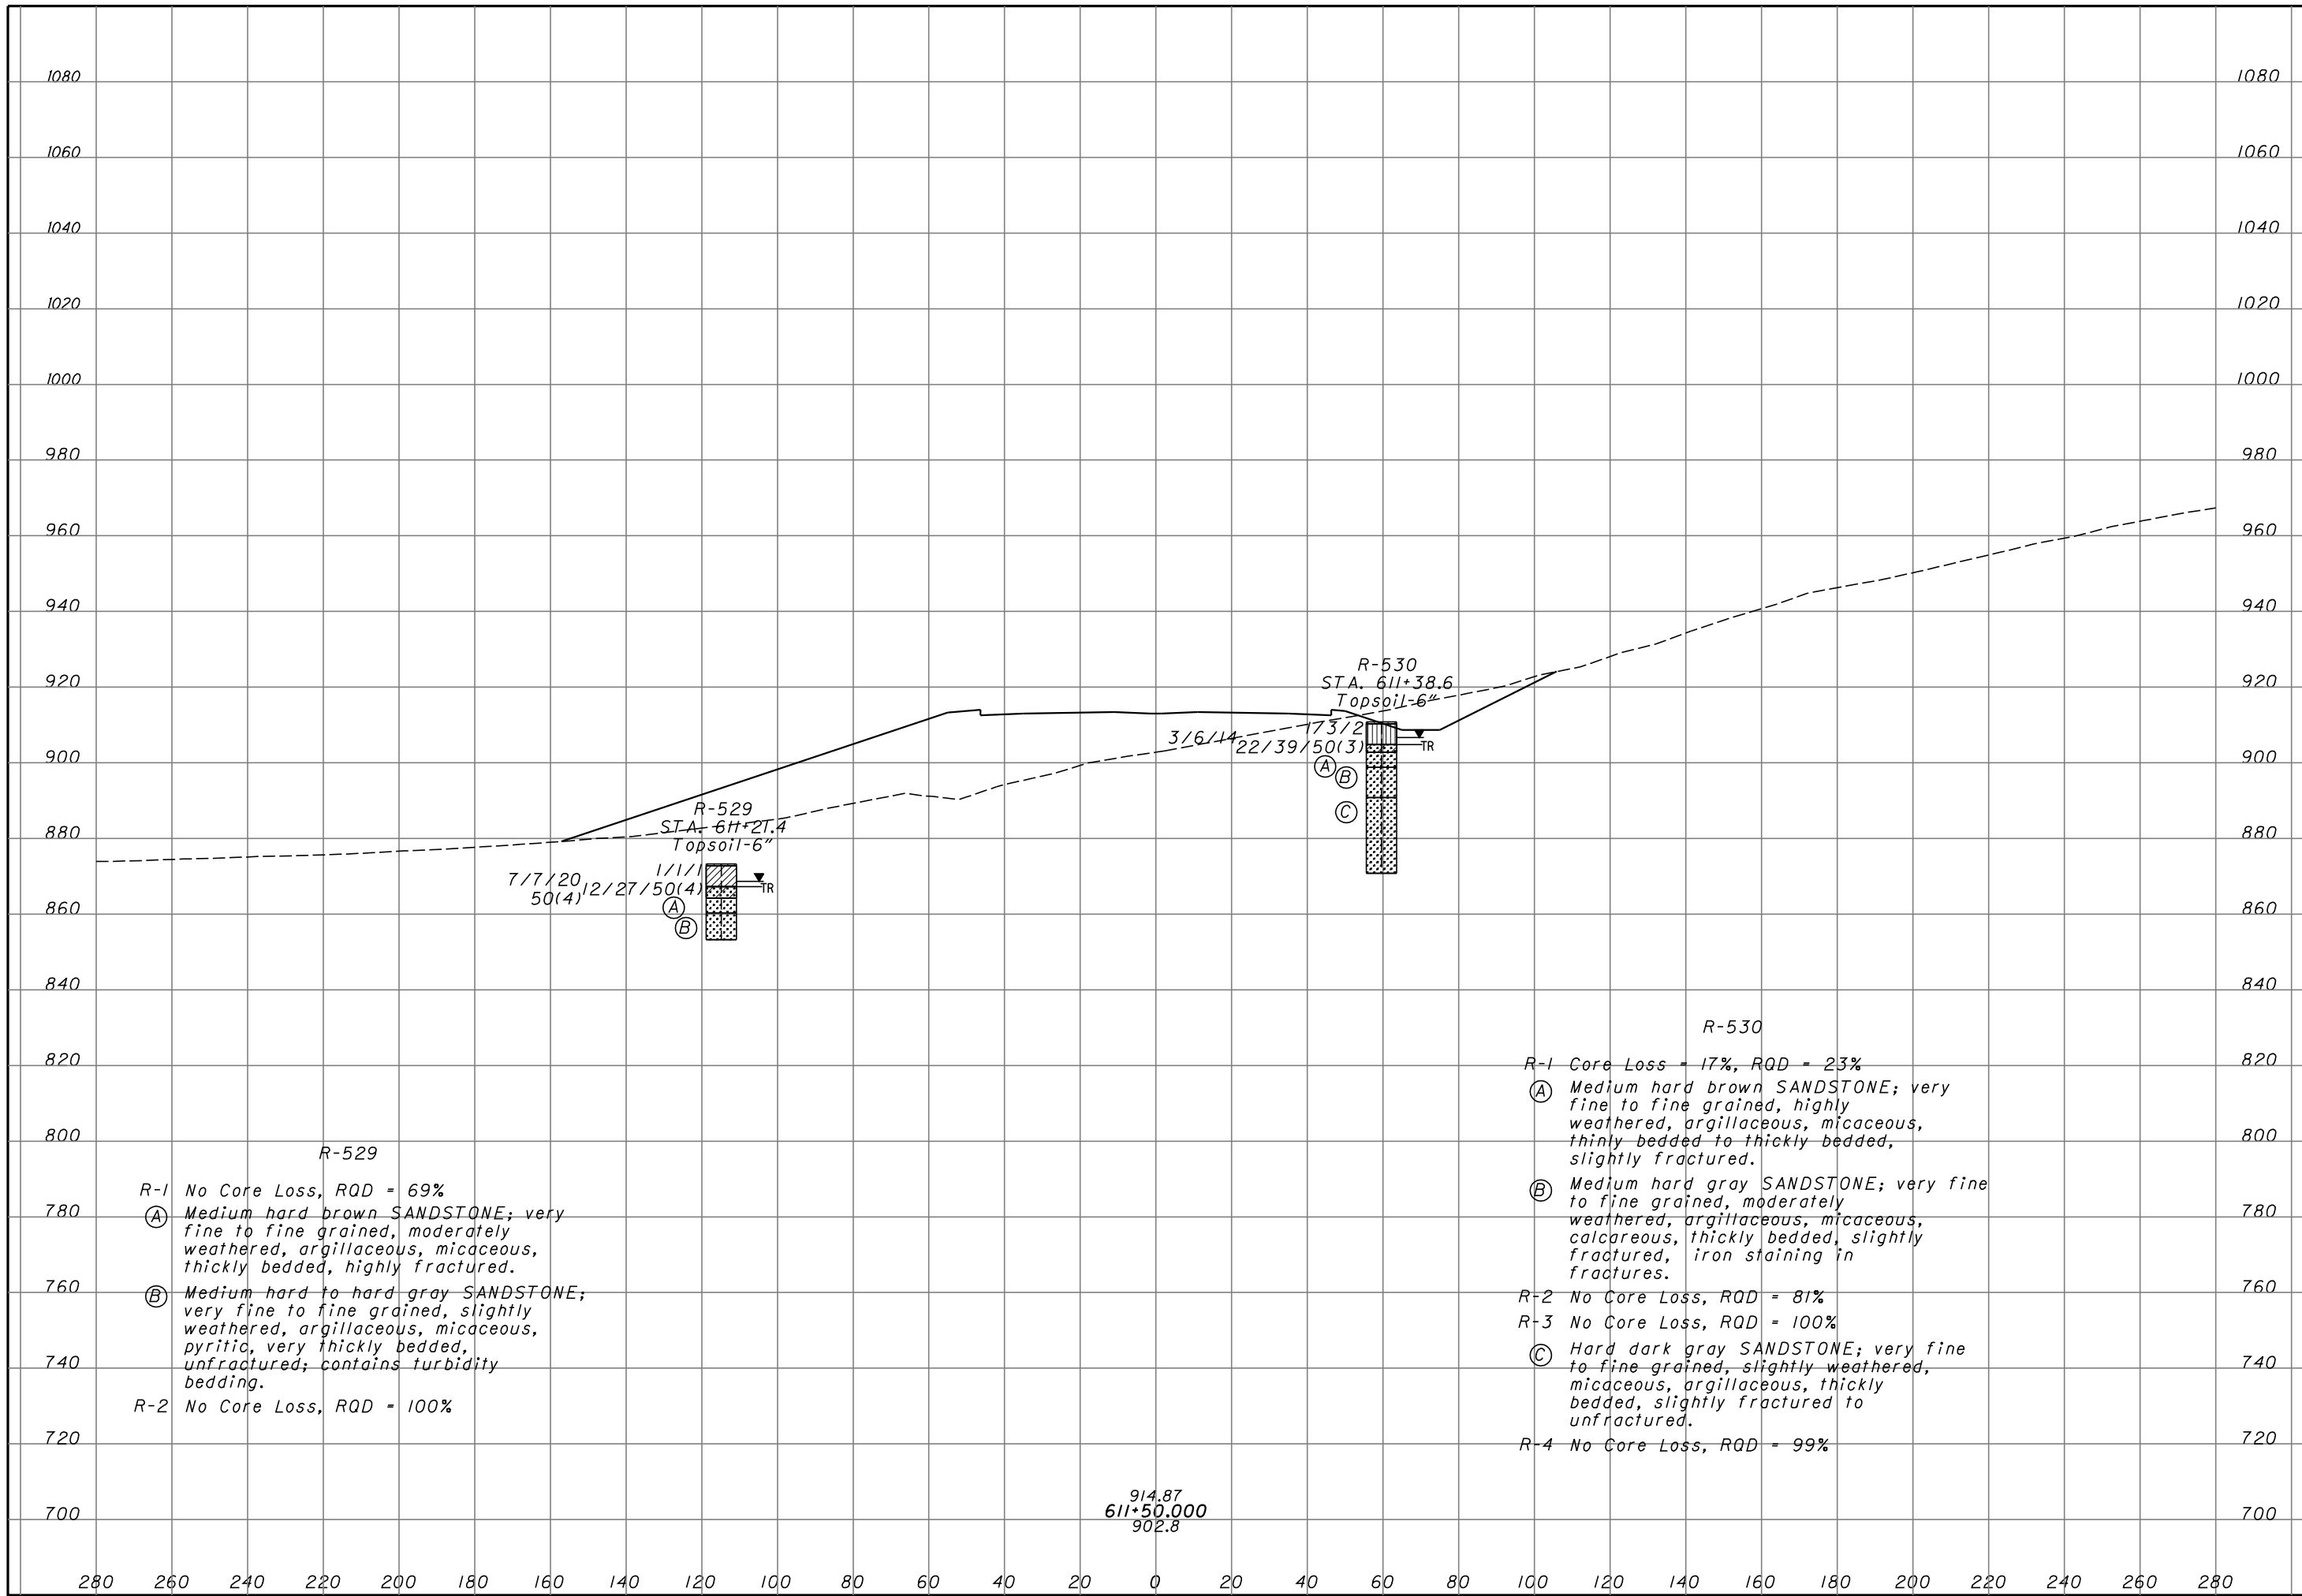 1080 1080
1060 1060
1040 1040
1020 1020
1000 1000
980 980
960 960
940 940
R-530
920 STA. 611+38.6 920
Topsoil-6"
1/3/2
3/6/14 22/39/50(3) TR
900 A 900
B
R-529
C
STA. 611+21.4
880 880
Topsoil-6"
1/1/1
7/7/20 12/27/50(4) TR
50(4)
A
860 860
B
840 840
R-530
820 820
R-1 Core Loss = 17%, RQD = 23%
A Medium hard brown SANDSTONE; very
fine to fine grained, highly
weathered, argillaceous, micaceous,
thinly bedded to thickly bedded,
slightly fractured.
B Medium hard gray SANDSTONE; very fine
to fine grained, moderately
weathered, argillaceous, micaceous,
calcareous, thickly bedded, slightly
fractured, iron staining in
fractures.
R-2 No Core Loss, RQD = 81%
R-3 No Core Loss, RQD = 100%
C Hard dark gray SANDSTONE; very fine
to fine grained, slightly weathered,
micaceous, argillaceous, thickly
bedded, slightly fractured to
unfractured.
R-4 No Core Loss, RQD = 99%
800 800
R-529
R-1 No Core Loss, RQD = 69%
A Medium hard brown SANDSTONE; very
fine to fine grained, moderately
weathered, argillaceous, micaceous,
thickly bedded, highly fractured.
B Medium hard to hard gray SANDSTONE;
very fine to fine grained, slightly
weathered, argillaceous, micaceous,
pyritic, very thickly bedded,
unfractured; contains turbidity
bedding.
R-2 No Core Loss, RQD = 100%
780 780
760 760
740 740
720 720
914.87
700 611+50.000 700
902.8
280 260 240 220 200 180 160 140 120 100 80 60 40 20 0 20 40 60 80 100 120 140 160 180 200 220 240 260 280